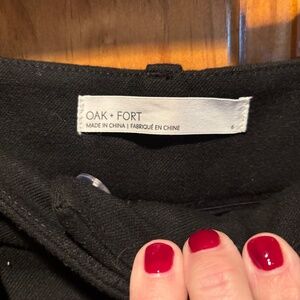 OAK + FORT
MADE IN CHINA | FABRIQUÉ EN CHINE